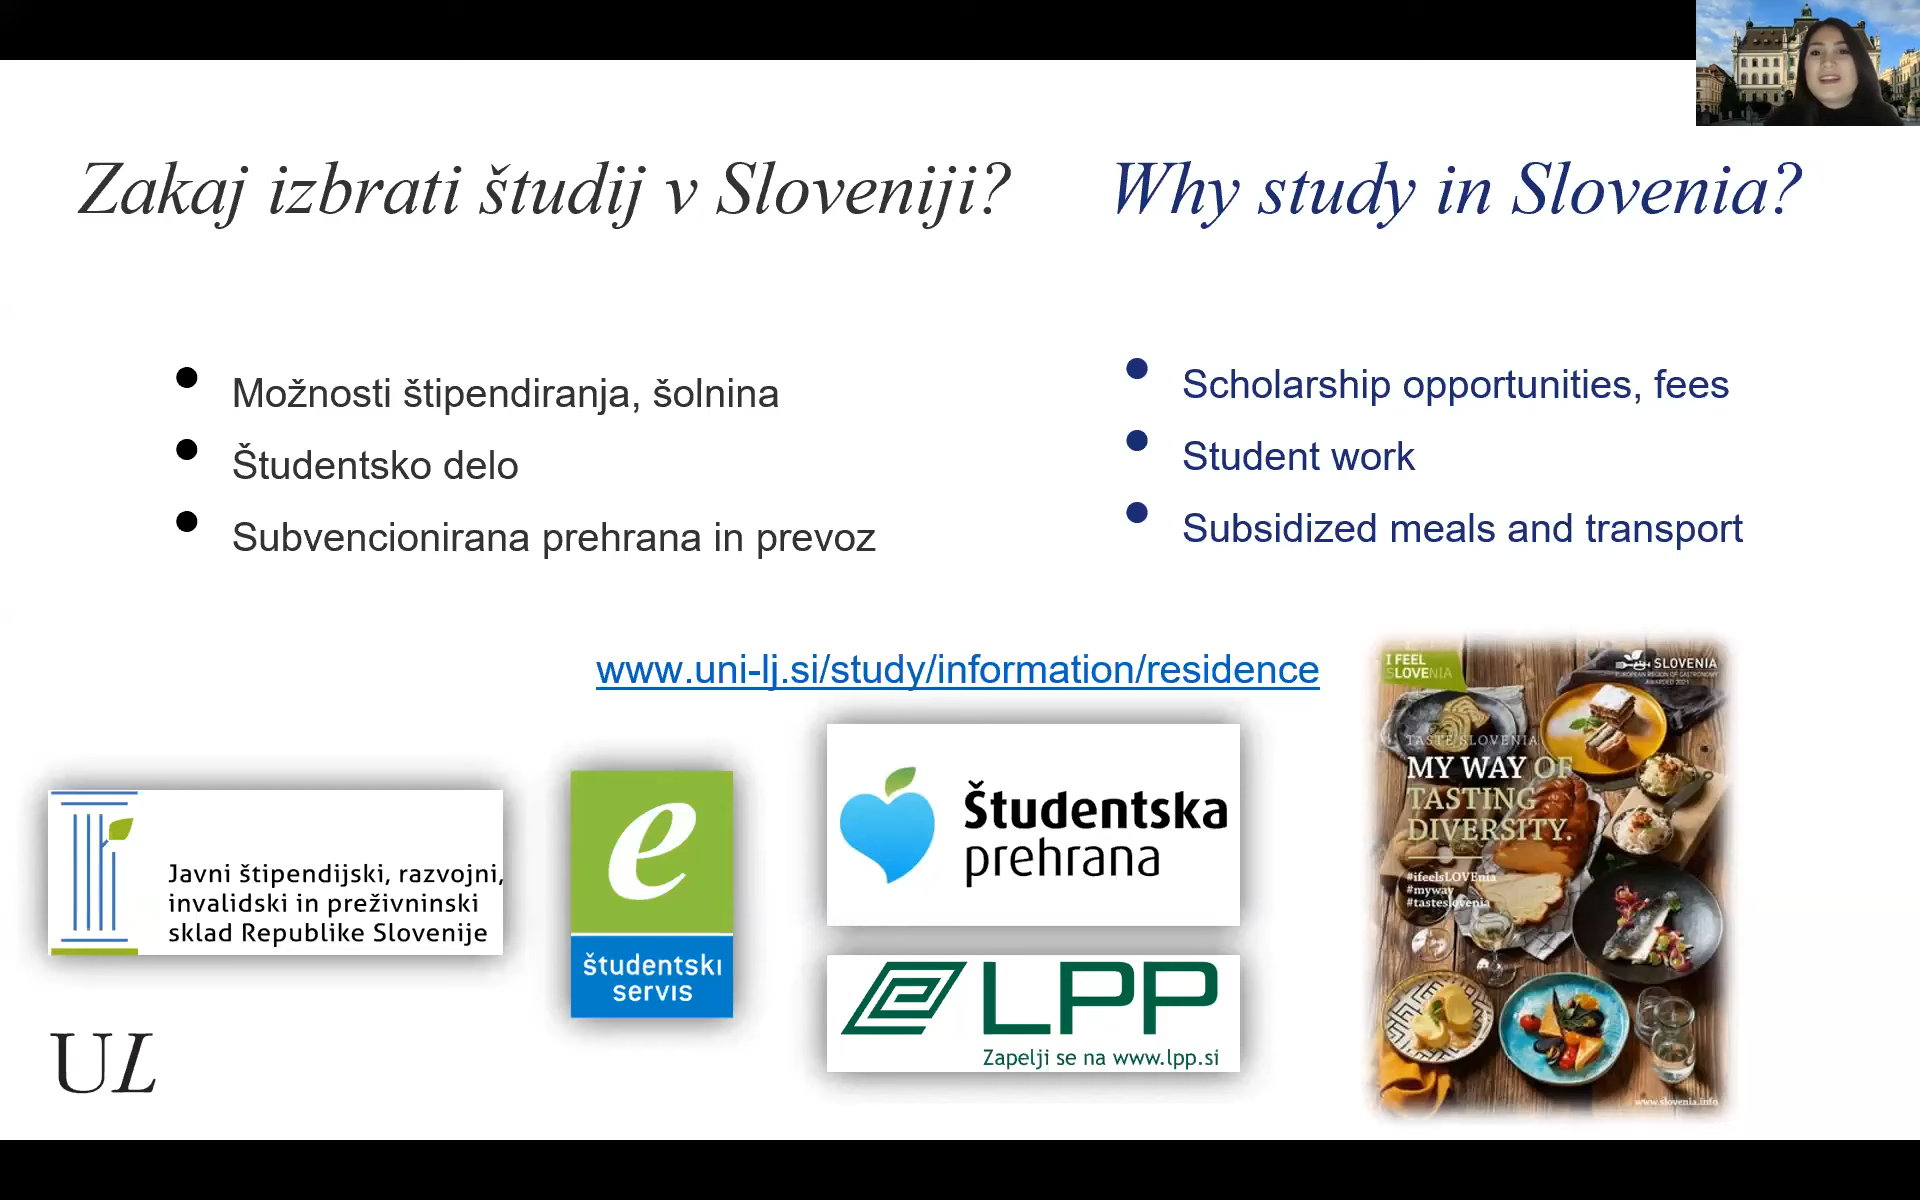 Zakaj izbrati študij v Sloveniji?
Why study in Slovenia?
Možnosti štipendiranja, šolnina
Študentsko delo
Subvencionirana prehrana in prevoz
Scholarship opportunities, fees
Student work
Subsidized meals and transport
www.uni-lj.si/study/information/residence
Javni štipendijski, razvojni,
invalidski in preživninski
sklad Republike Slovenije
e
študentski
servis
Študentska
prehrana
LPP
Zapelji se na www.lpp.si
I FEEL
SLOVENIA
SLOVENIA
EUROPEAN REGION OF GASTRONOMY
AWARDED 2021
TASTE SLOVENIA
MY WAY OF
TASTING
DIVERSITY.
#ifeelsLOVEnia
#myway
#tasteslovenia
www.slovenia.info
UL